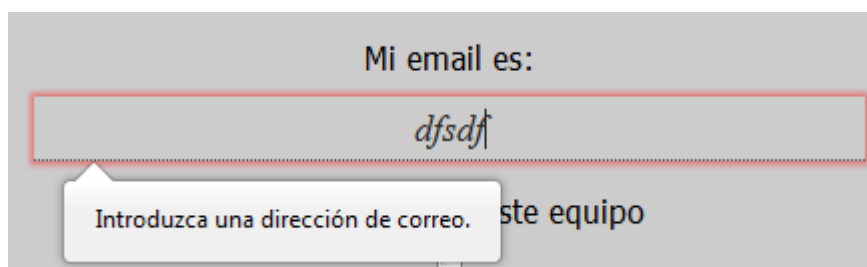 Mi email es:
dfsdf
Introduzca una dirección de correo.
ste equipo